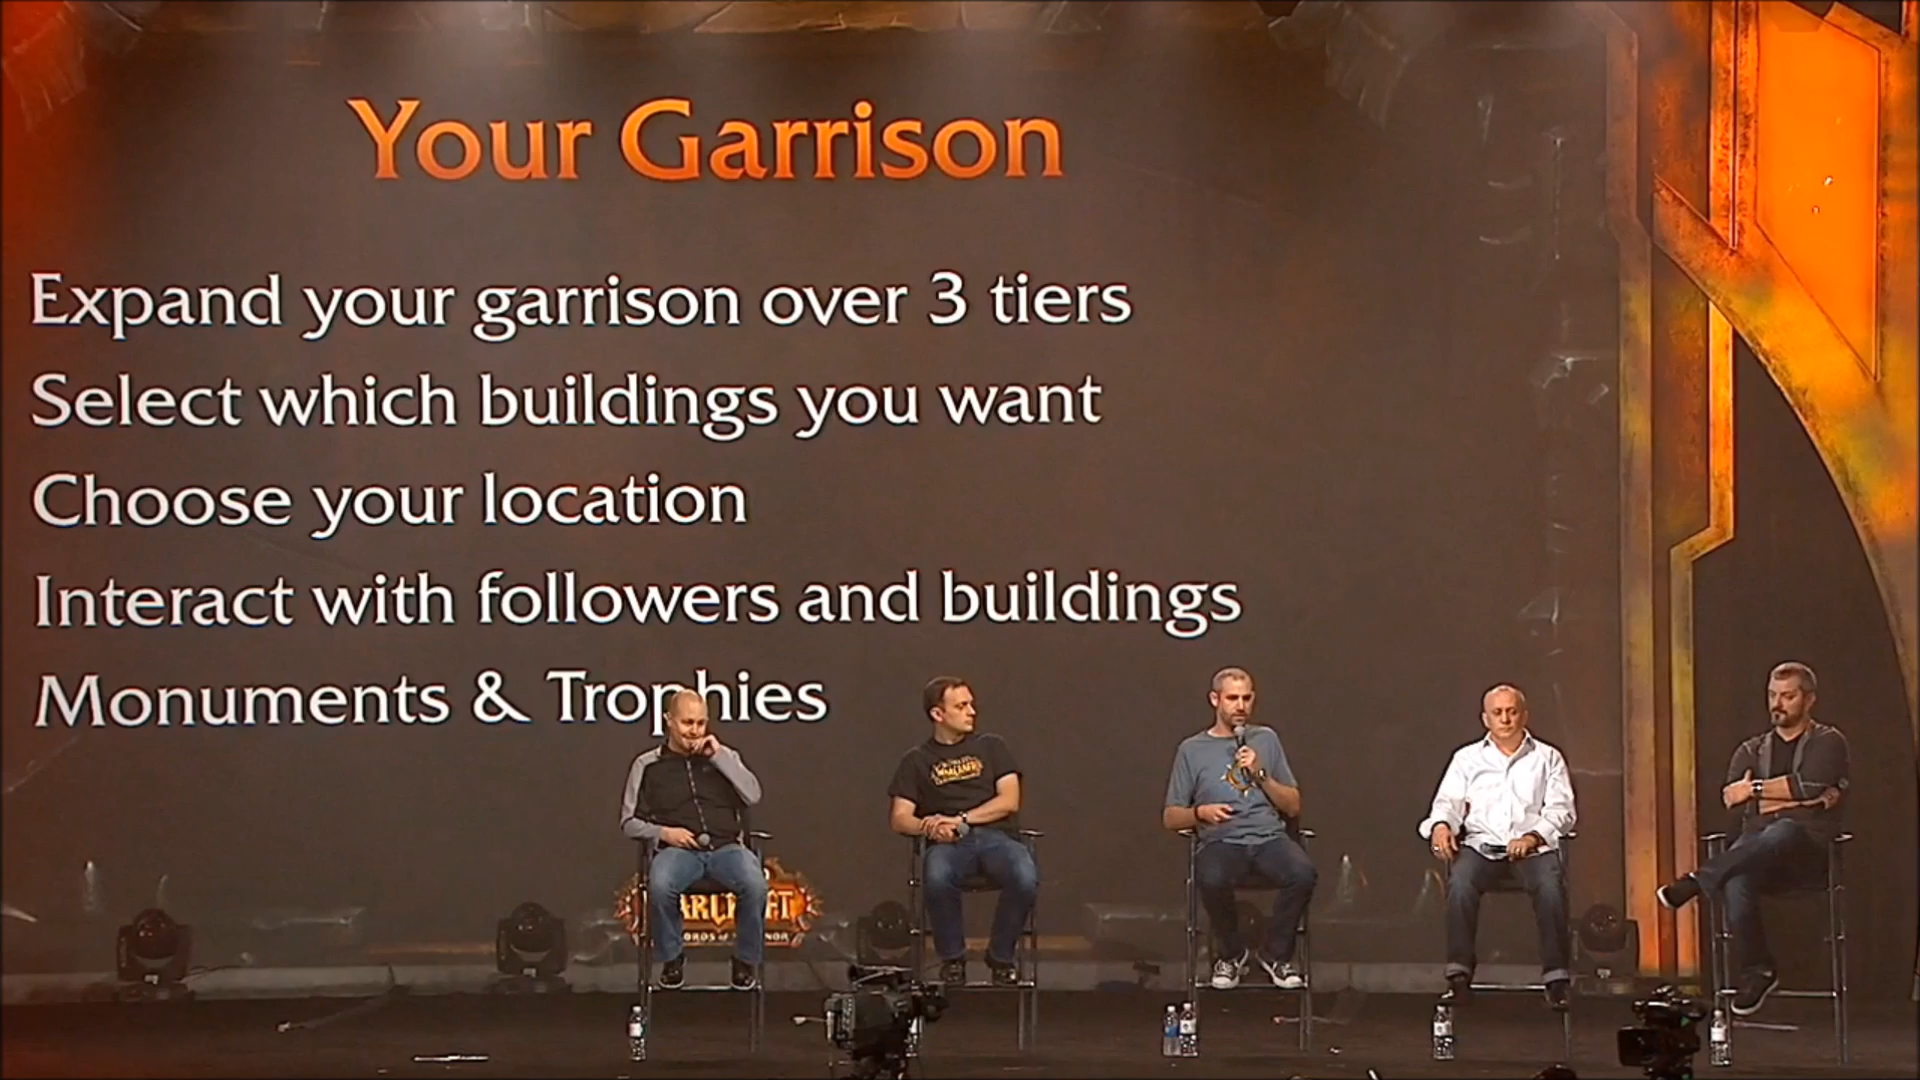 Your Garrison
Expand your garrison over 3 tiers
Select which buildings you want
Choose your location
Interact with followers and buildings
Monuments & Trophies
WARCRAFT